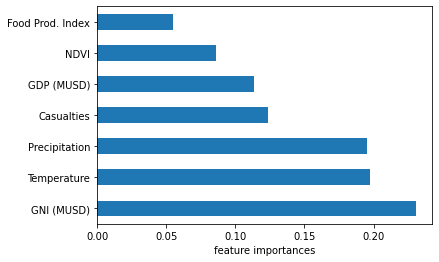 Food Prod. Index
NDVI
GDP (MUSD)
Casualties
Precipitation
Temperature
GNI (MUSD)
0.00 0.05 0.10 0.15 0.20
feature importances